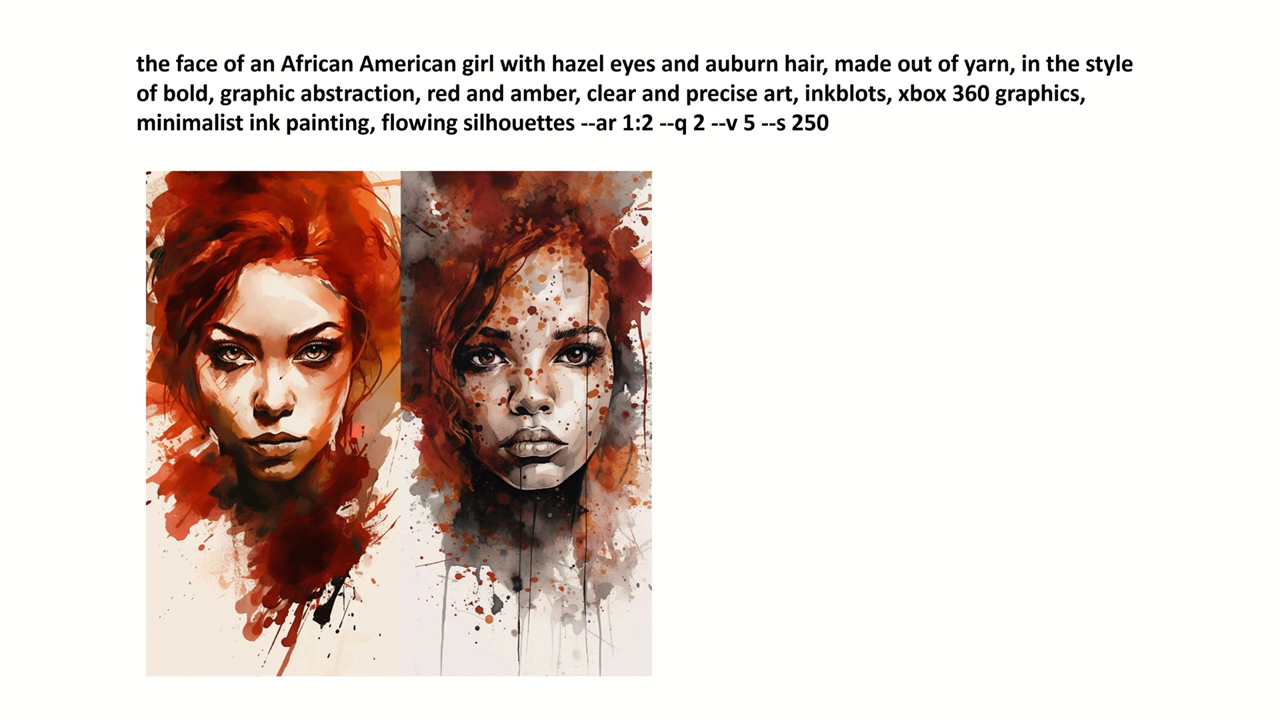 the face of an African American girl with hazel eyes and auburn hair, made out of yarn, in the style
of bold, graphic abstraction, red and amber, clear and precise art, inkblots, xbox 360 graphics,
minimalist ink painting, flowing silhouettes --ar 1:2 --q 2 --v 5 --s 250